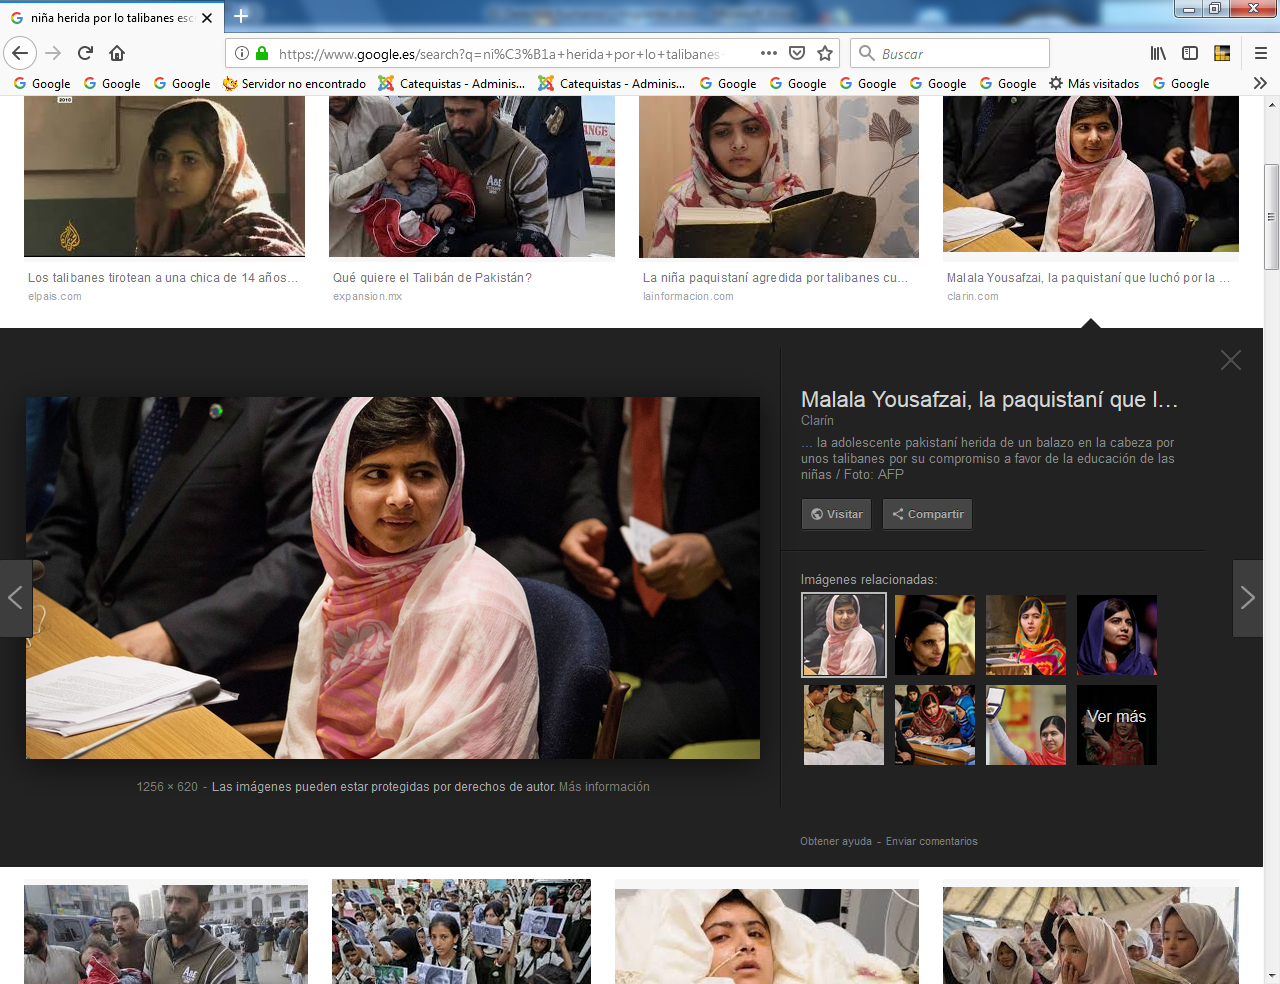 niña herida por lo talibanes esc
https://www.google.es/search?q=ni%C3%B1a+herida+por+lo+talibanes
Buscar
Google
Google
Google
Servidor no encontrado
Catequistas - Adminis...
Catequistas - Adminis...
Google
Google
Google
Google
Google
Más visitados
Google
2010
A&E
ANCE
Los talibanes tirotean a una chica de 14 años...
elpais.com
Qué quiere el Talibán de Pakistán?
expansion.mx
La niña paquistaní agredida por talibanes cu...
lainformacion.com
Malala Yousafzai, la paquistaní que luchó por la ...
clarin.com
Malala Yousafzai, la paquistaní que l...
Clarín
... la adolescente pakistaní herida de un balazo en la cabeza por
unos talibanes por su compromiso a favor de la educación de las
niñas / Foto: AFP
Visitar
Compartir
Imágenes relacionadas:
Ver más
1256 × 620 - Las imágenes pueden estar protegidas por derechos de autor. Más información
Obtener ayuda - Enviar comentarios
A&E